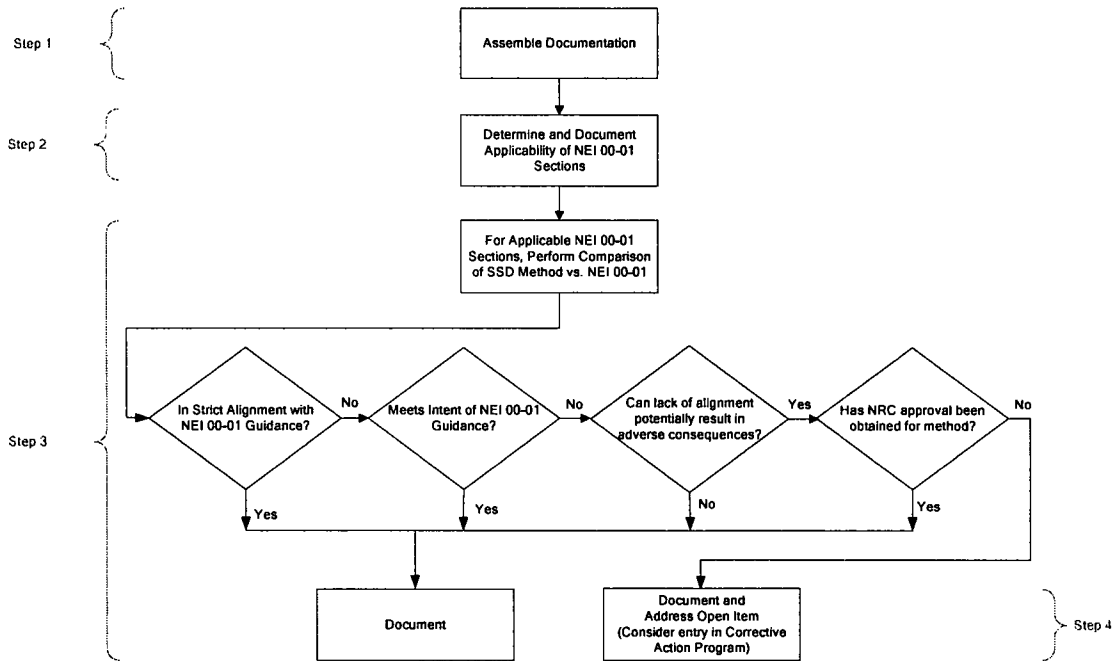 Step 1
Assemble Documentation
Step 2
Determine and Document
Applicability of NEI 00-01
Sections
For Applicable NEI 00-01
Sections, Perform Comparison
of SSD Method vs. NEI 00-01
Step 3
In Strict Alignment with
NEI 00-01 Guidance?
No
Meets Intent of NEI 00-01
Guidance?
No
Can lack of alignment
potentially result in
adverse consequences?
Yes
Has NRC approval been
obtained for method?
No
Yes
Yes
No
Yes
Document
Document and
Address Open Item
(Consider entry in Corrective
Action Program)
Step 4